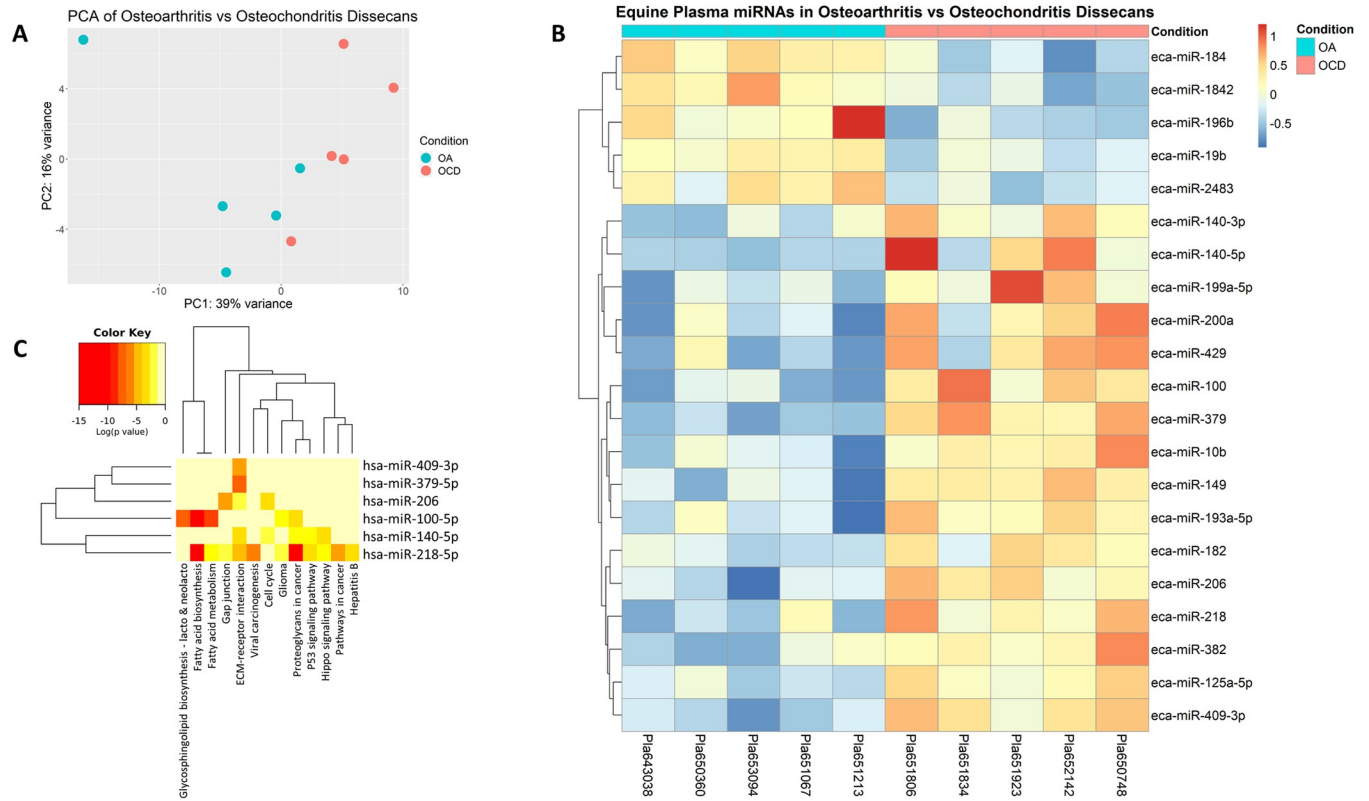 A
PCA of Osteoarthritis vs Osteochondritis Dissecans
4
0
-4
PC2: 16% variance
-10
0
10
PC1: 39% variance
Condition
OA
OCD
B
Equine Plasma miRNAs in Osteoarthritis vs Osteochondritis Dissecans
Condition
eca-miR-184
eca-miR-1842
eca-miR-196b
eca-miR-19b
eca-miR-2483
eca-miR-140-3p
eca-miR-140-5p
eca-miR-199a-5p
eca-miR-200a
eca-miR-429
eca-miR-100
eca-miR-379
eca-miR-10b
eca-miR-149
eca-miR-193a-5p
eca-miR-182
eca-miR-206
eca-miR-218
eca-miR-382
eca-miR-125a-5p
eca-miR-409-3p
Pla643038
Pla650360
Pla653094
Pla651067
Pla651213
Pla651806
Pla651834
Pla651923
Pla652142
Pla650748
1
0.5
0
-0.5
Condition
OA
OCD
C
Color Key
-15
-10
-5
0
Log(p value)
hsa-miR-409-3p
hsa-miR-379-5p
hsa-miR-206
hsa-miR-100-5p
hsa-miR-140-5p
hsa-miR-218-5p
Glycosphingolipid biosynthesis - lacto & neolacto
Fatty acid biosynthesis
Fatty acid metabolism
Gap junction
ECM-receptor interaction
Viral carcinogenesis
Cell cycle
Glioma
Proteoglycans in cancer
P53 signaling pathway
Hippo signaling pathway
Pathways in cancer
Hepatitis B